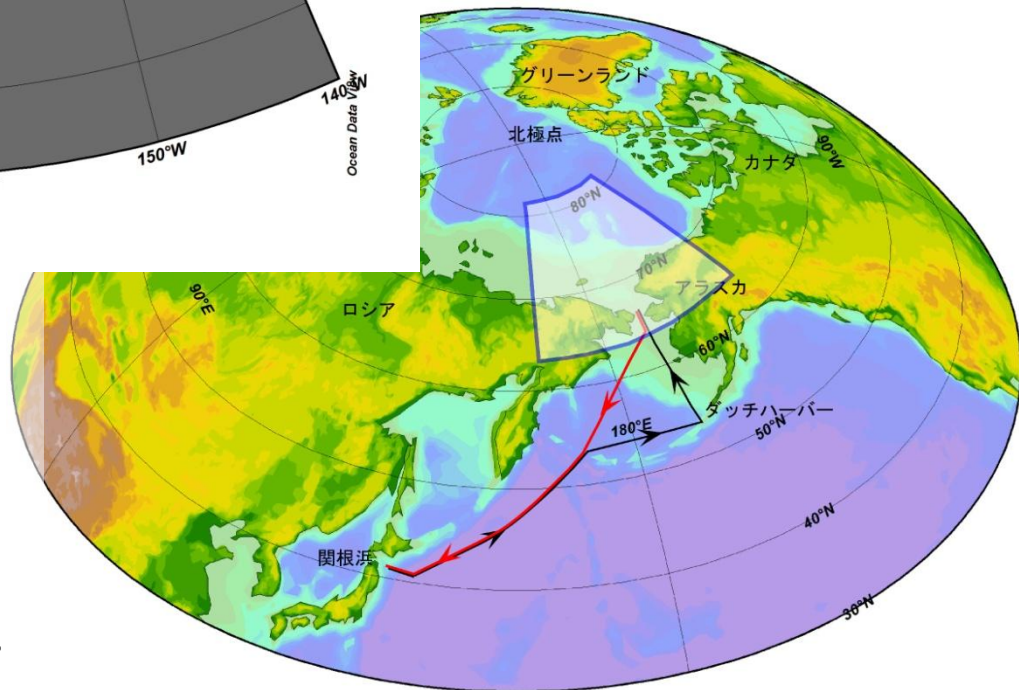 140°W
150°W
Ocean Data View
グリーンランド
北極点
カナダ
90°W
80°N
70°N
アラスカ
90°E
ロシア
60°N
ダッチハーバー
180°E
50°N
40°N
関根浜
30°N